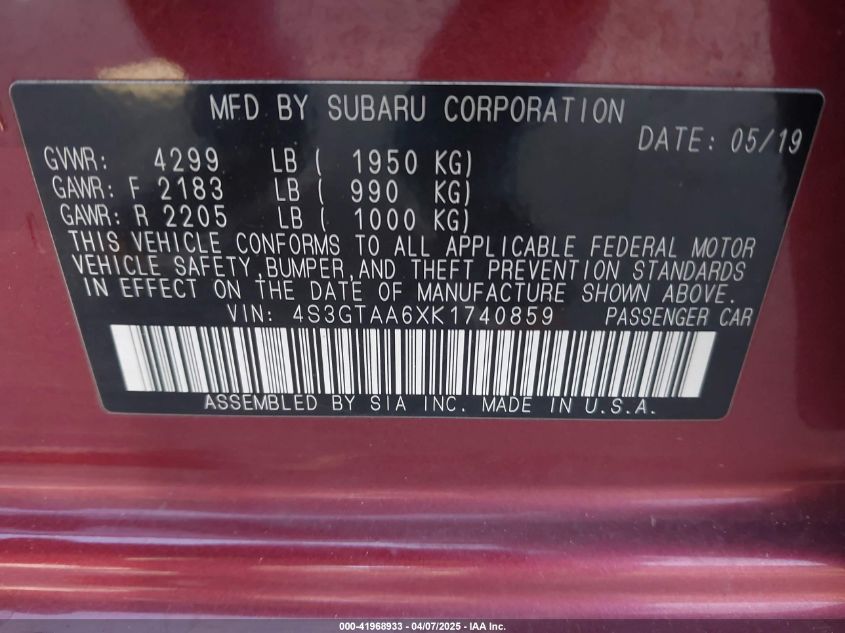 MFD BY SUBARU CORPORATION
DATE: 05/19
GVWR: 4299 LB ( 1950 KG)
GAWR: F 2183 LB ( 990 KG)
GAWR: R 2205 LB ( 1000 KG)
THIS VEHICLE CONFORMS TO ALL APPLICABLE FEDERAL MOTOR
VEHICLE SAFETY,BUMPER,AND THEFT PREVENTION STANDARDS
IN EFFECT ON THE DATE OF MANUFACTURE SHOWN ABOVE.
VIN: 4S3GTAA6XK1740859 PASSENGER CAR
ASSEMBLED BY SIA INC. MADE IN U.S.A.
000-41968933 - 04/07/2025 - IAA Inc.